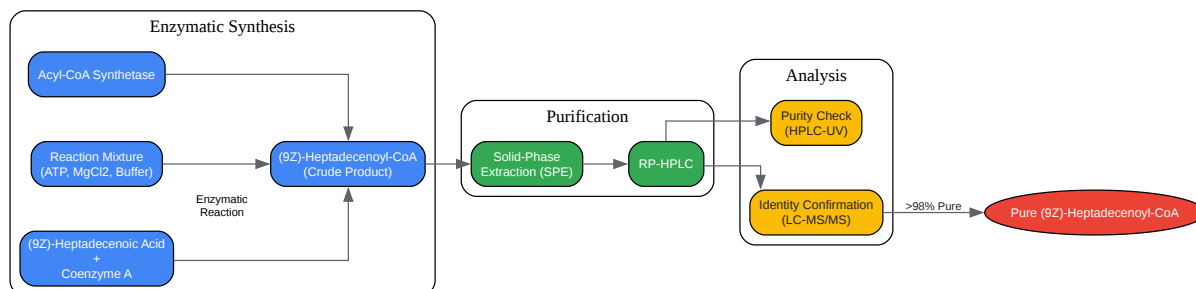 Enzymatic Synthesis
Acyl-CoA Synthetase
Reaction Mixture
(ATP, MgCl2, Buffer)
Enzymatic
Reaction
(9Z)-Heptadecenoic Acid
+
Coenzyme A
(9Z)-Heptadecenoyl-CoA
(Crude Product)
Purification
Solid-Phase
Extraction (SPE)
RP-HPLC
Analysis
Purity Check
(HPLC-UV)
Identity Confirmation
(LC-MS/MS)
>98% Pure
Pure (9Z)-Heptadecenoyl-CoA